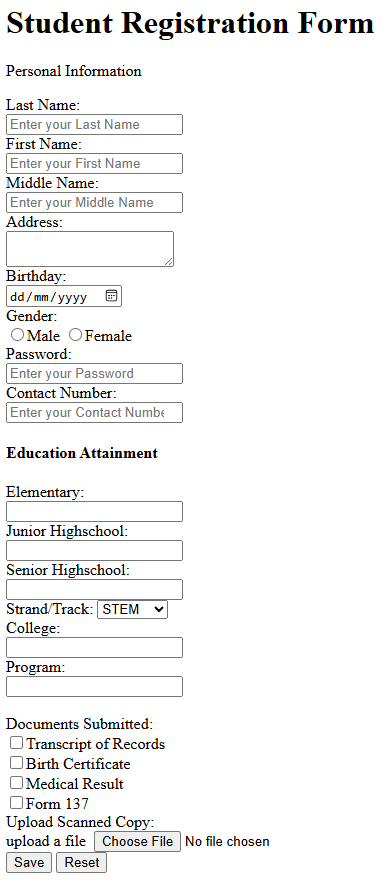 Student Registration Form
Personal Information
Last Name:
Enter your Last Name
First Name:
Enter your First Name
Middle Name:
Enter your Middle Name
Address:
Birthday:
dd/mm/yyyy
Gender:
Male Female
Password:
Enter your Password
Contact Number:
Enter your Contact Numbe
Education Attainment
Elementary:
Junior Highschool:
Senior Highschool:
Strand/Track: STEM
College:
Program:
Documents Submitted:
Transcript of Records
Birth Certificate
Medical Result
Form 137
Upload Scanned Copy:
upload a file Choose File No file chosen
Save Reset